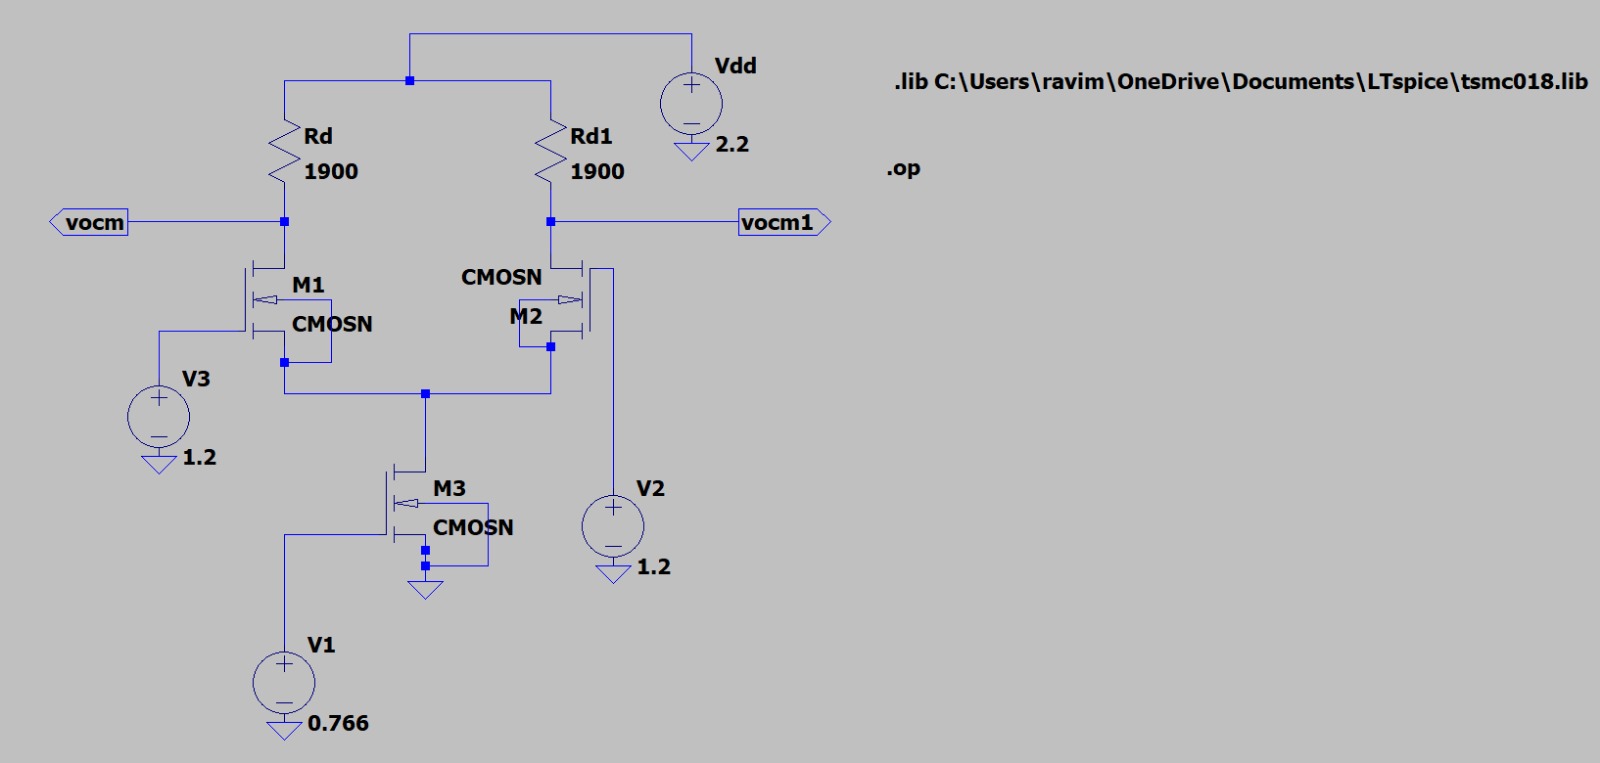 Vdd
.lib C:\Users\ravim\OneDrive\Documents\LTspice\tsmc018.lib
Rd
Rd1
2.2
1900
1900
.op
vocm
vocm1
CMOSN
M1
M2
CMOSN
V3
1.2
M3
V2
CMOSN
1.2
V1
0.766